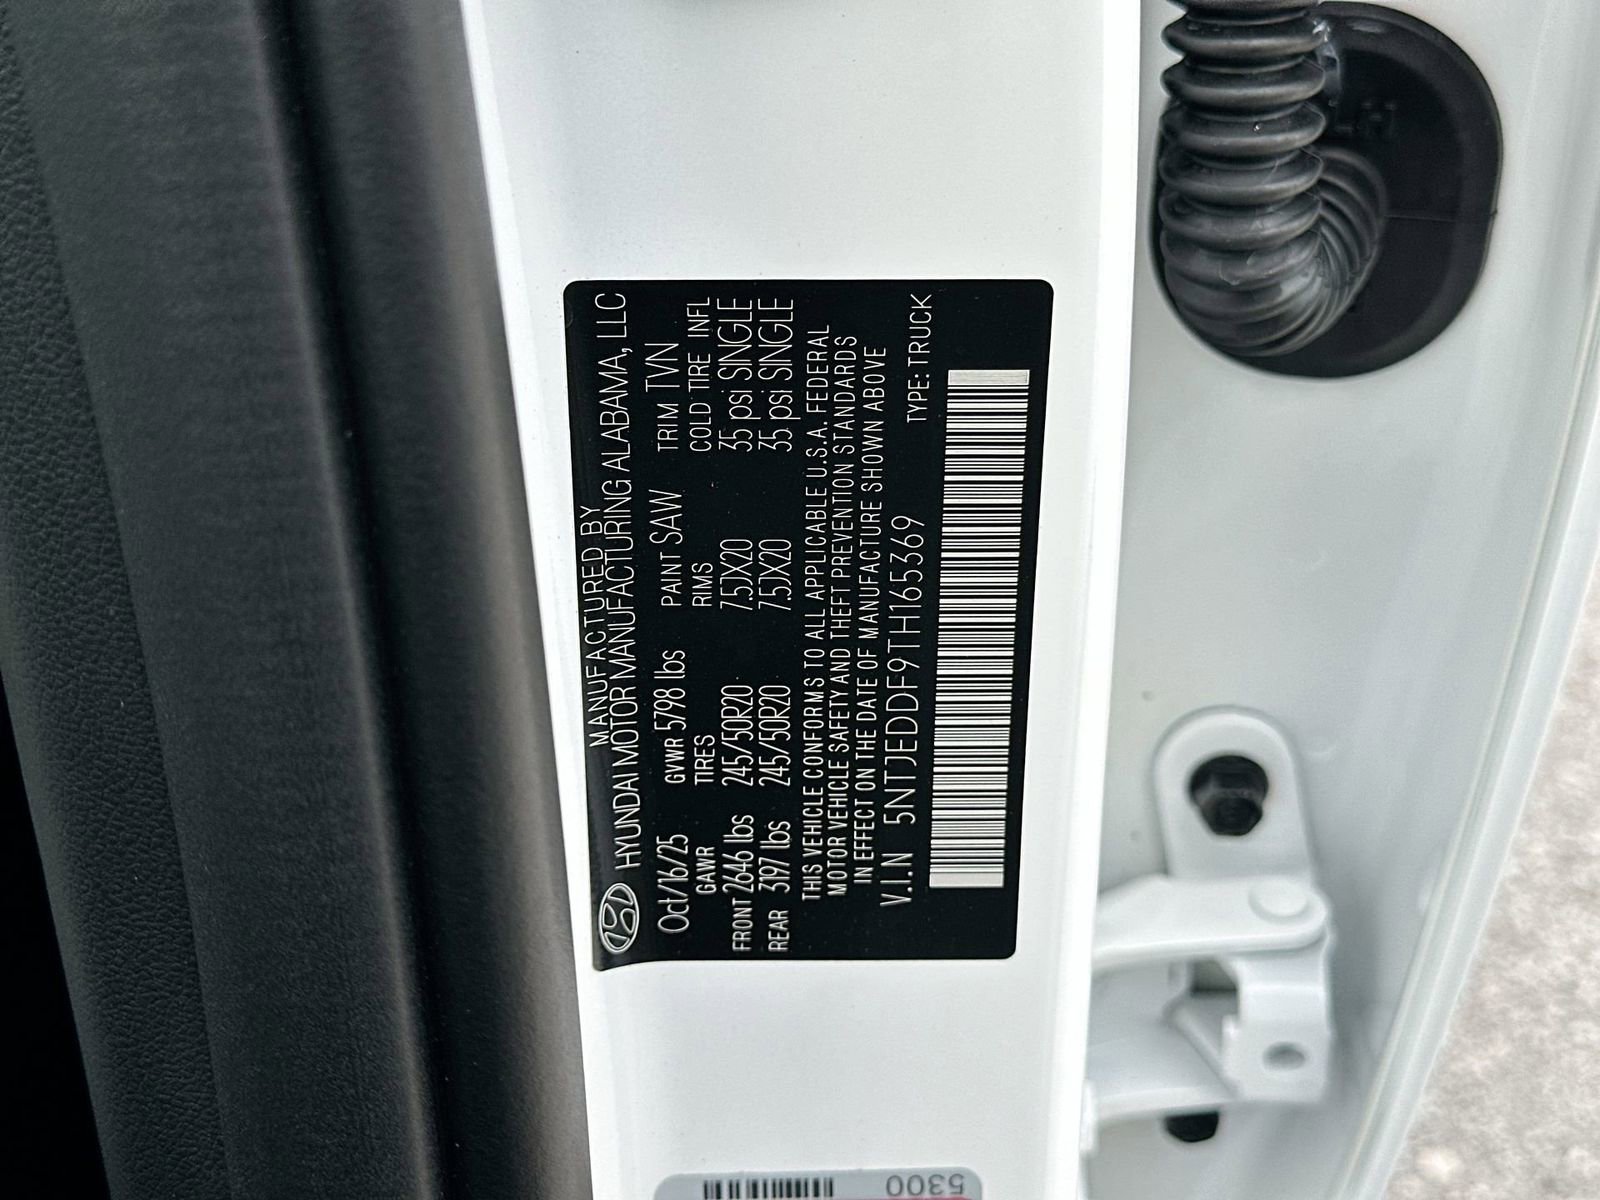 MANUFACTURED BY
HYUNDAI MOTOR MANUFACTURING ALABAMA, LLC
Oct/16/25 GVWR 5798 lbs PAINT SAW TRIM TVN
GAWR TIRES RIMS COLD TIRE INFL
FRONT 2646 lbs 245/50R20 7.5JX20 35 psi SINGLE
REAR 3197 lbs 245/50R20 7.5JX20 35 psi SINGLE
THIS VEHICLE CONFORMS TO ALL APPLICABLE U.S.A. FEDERAL
MOTOR VEHICLE SAFETY AND THEFT PREVENTION STANDARDS
IN EFFECT ON THE DATE OF MANUFACTURE SHOWN ABOVE
V.I.N 5NTJEDDF9TH165369 TYPE: TRUCK
5300